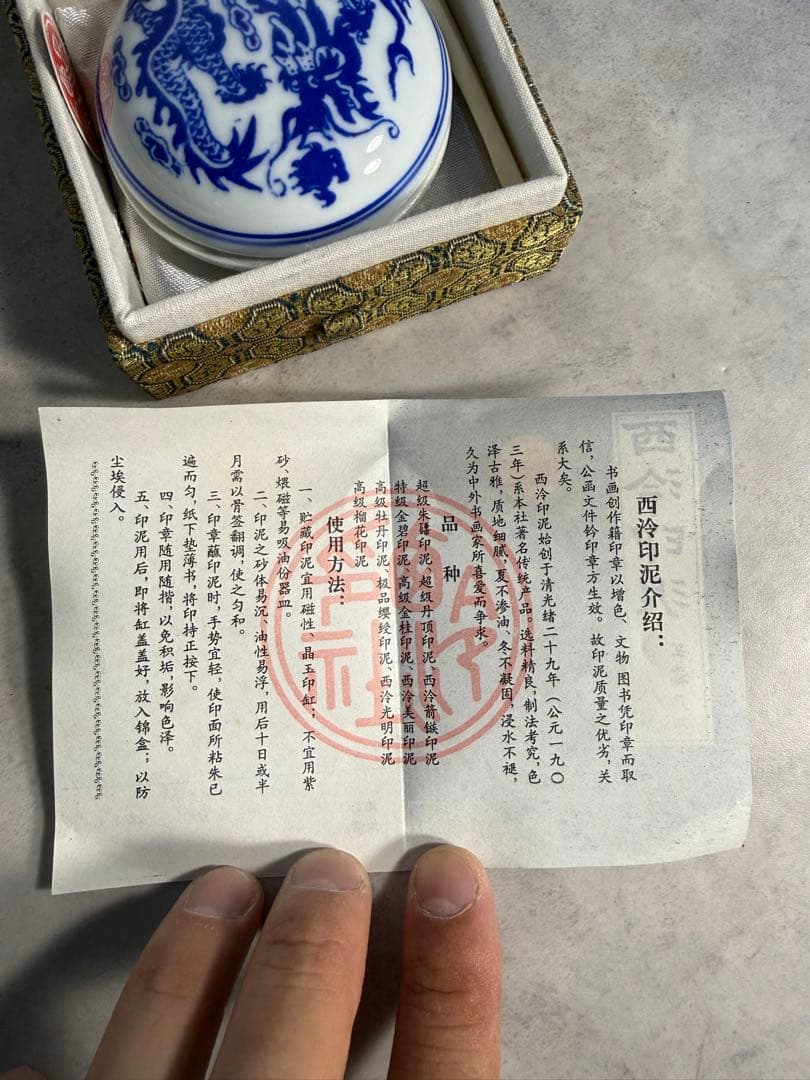 西泠印泥介绍：
书画创作籍印章以增色、文物 图书凭印章而取
信，公函文件钤印章方生效。故印泥质量之优劣，关
系大矣。
西泠印泥始创于清光绪二十九年（公元一九〇
三年）系本社著名传统产品。选料精良，制法考究，色
泽古雅，质地细腻，夏不渗油、冬不凝固，浸水不褪，
久为中外书画家所喜爱而争求。
品 种
超级朱磦印泥、超级丹顶印泥、西泠箭镞印泥
特级金碧印泥、高级金桂印泥、西泠美丽印泥
高级牡丹印泥、极品缨绶印泥、西泠光明印泥
高级榴花印泥
使用方法：
一、贮藏印泥宜用磁性、晶玉印缸；不宜用紫
砂、煨磁等易吸油份器皿。
二、印泥之砂体易沉、油性易浮，用后十日或半
月需以骨签翻调，使之匀和。
三、印章蘸印泥时，手势宜轻，使印面所粘朱已
遍而匀，纸下垫薄书，将印持正按下。
四、印章随用随揩，以免积垢，影响色泽。
五、印泥用后，即将缸盖盖好，放入锦盒；以防
尘埃侵入。